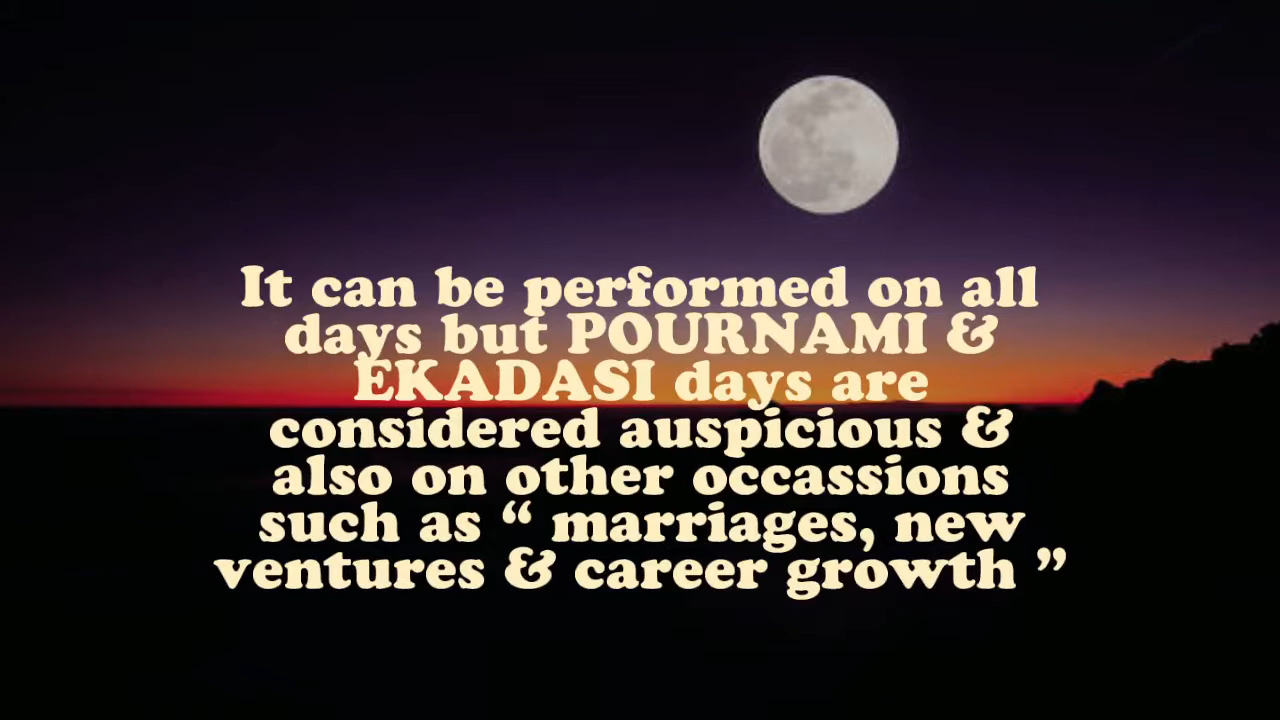 It can be performed on all
days but POURNAMI &
EKADASI days are
considered auspicious &
also on other occassions
such as “ marriages, new
ventures & career growth ”